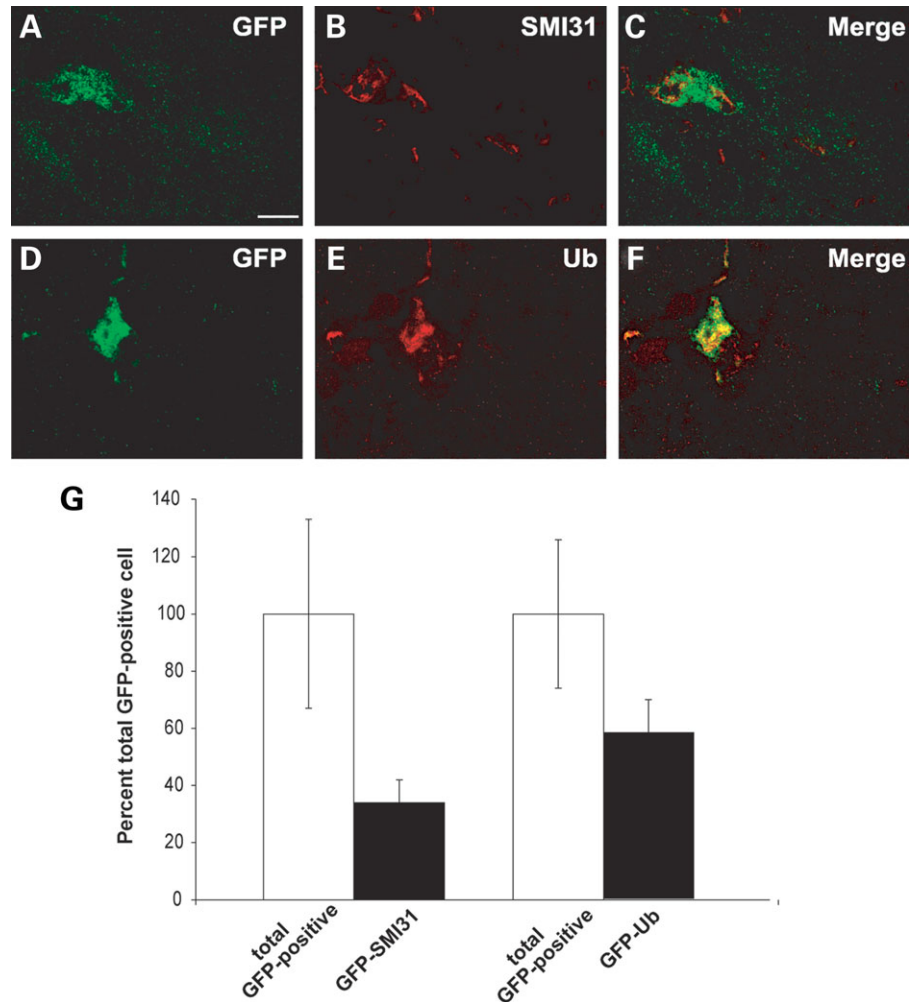 A GFP
B SMI31
C Merge
D GFP
E Ub
F Merge
G
Percent total GFP-positive cell
140
120
100
80
60
40
20
0
total
GFP-positive
GFP-SMI31
total
GFP-positive
GFP-Ub